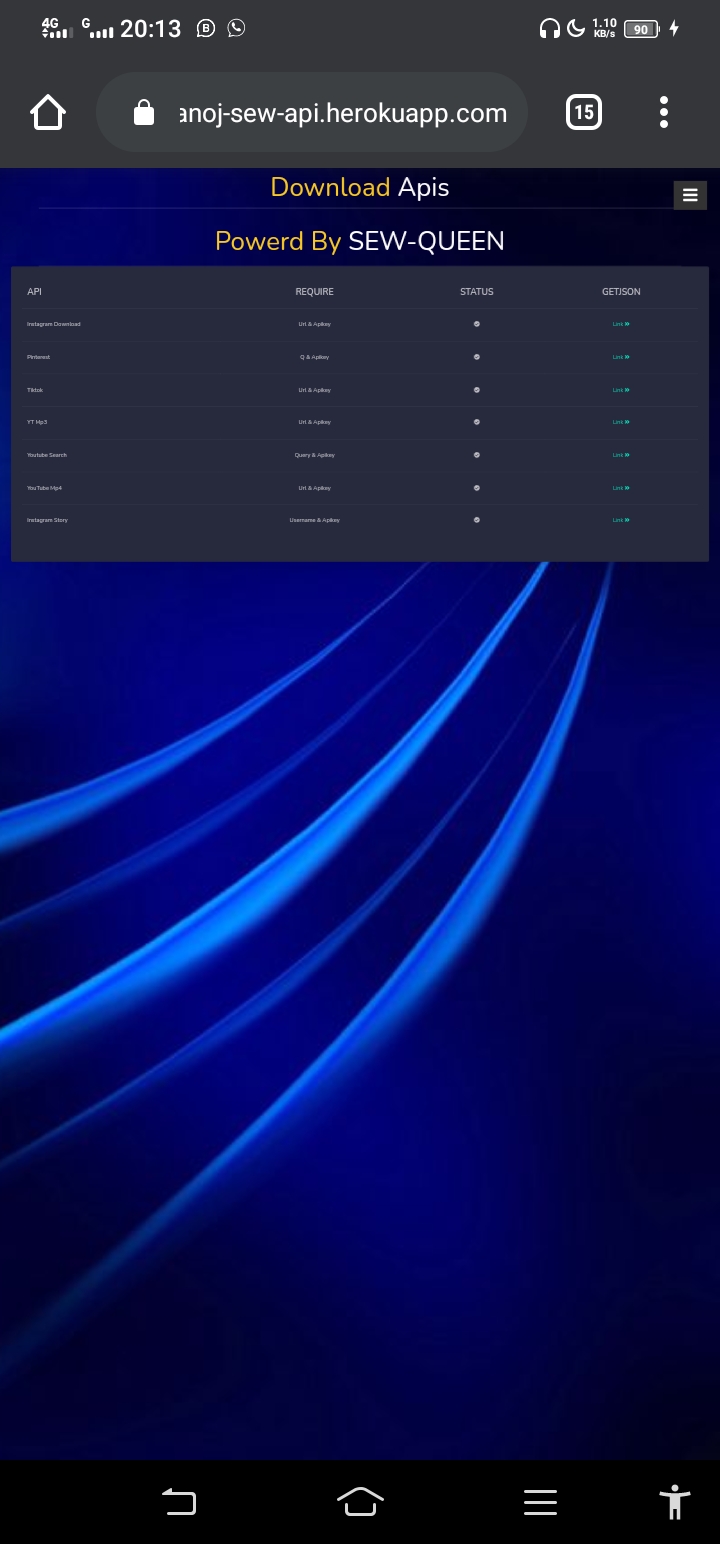 4G G 20:13 B 1.10 KB/s 90
anoj-sew-api.herokuapp.com 15
Download Apis
Powerd By SEW-QUEEN
API REQUIRE STATUS GETJSON
Instagram Download Url & Apikey Link »
Pinterest Q & Apikey Link »
Tiktok Url & Apikey Link »
YT Mp3 Url & Apikey Link »
Youtube Search Query & Apikey Link »
YouTube Mp4 Url & Apikey Link »
Instagram Story Username & Apikey Link »